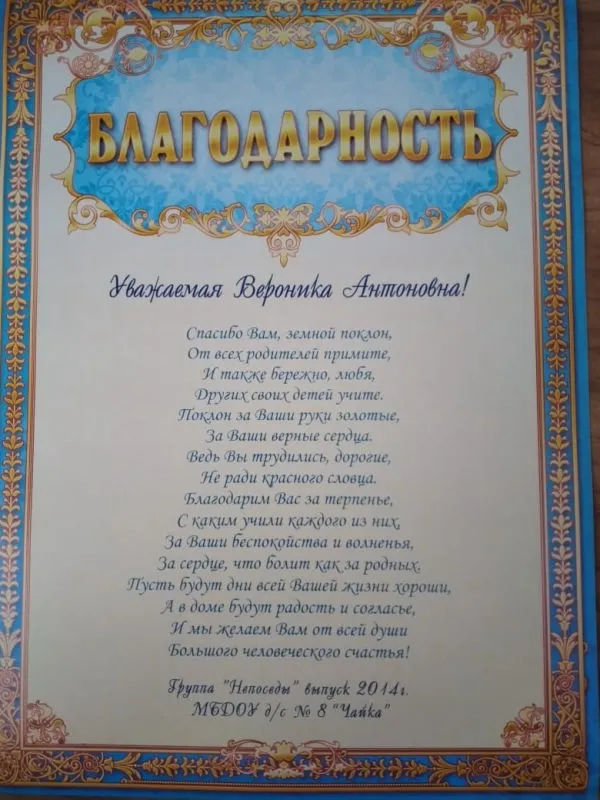 БЛАГОДАРНОСТЬ
Уважаемая Вероника Антоновна!
Спасибо Вам, земной поклон,
От всех родителей примите,
И также бережно, любя,
Других своих детей учите.
Поклон за Ваши руки золотые,
За Ваши верные сердца.
Ведь Вы трудились, дорогие,
Не ради красного словца.
Благодарим Вас за терпенье,
С каким учили каждого из них,
За Ваши беспокойства и волненья,
За сердце, что болит как за родных.
Пусть будут дни всей Вашей жизни хороши,
А в доме будут радость и согласье,
И мы желаем Вам от всей души
Большого человеческого счастья!
Группа "Непоседы" выпуск 2014г.
МБДОУ д/с № 8 "Чайка"